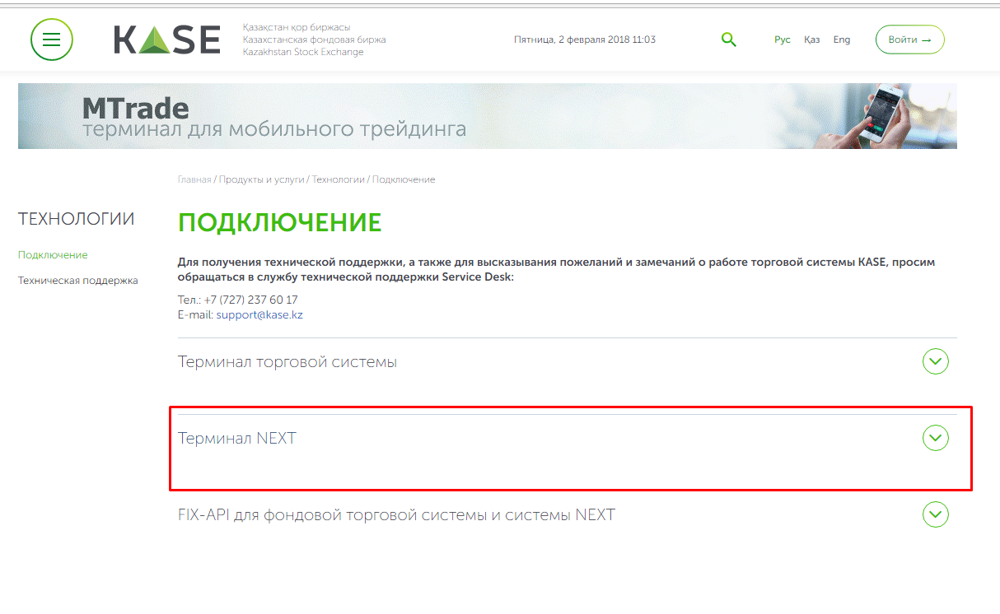 KASE
Қазақстан қор биржасы
Казахстанская фондовая биржа
Kazakhstan Stock Exchange
Пятница, 2 февраля 2018 11:03
Рус Қаз Eng
Войти →
MTrade
терминал для мобильного трейдинга
Главная / Продукты и услуги / Технологии / Подключение
ТЕХНОЛОГИИ
Подключение
Техническая поддержка
ПОДКЛЮЧЕНИЕ
Для получения технической поддержки, а также для высказывания пожеланий и замечаний о работе торговой системы KASE, просим
обращаться в службу технической поддержки Service Desk:
Тел.: +7 (727) 237 60 17
E-mail: support@kase.kz
Терминал торговой системы
Терминал NEXT
FIX-API для фондовой торговой системы и системы NEXT